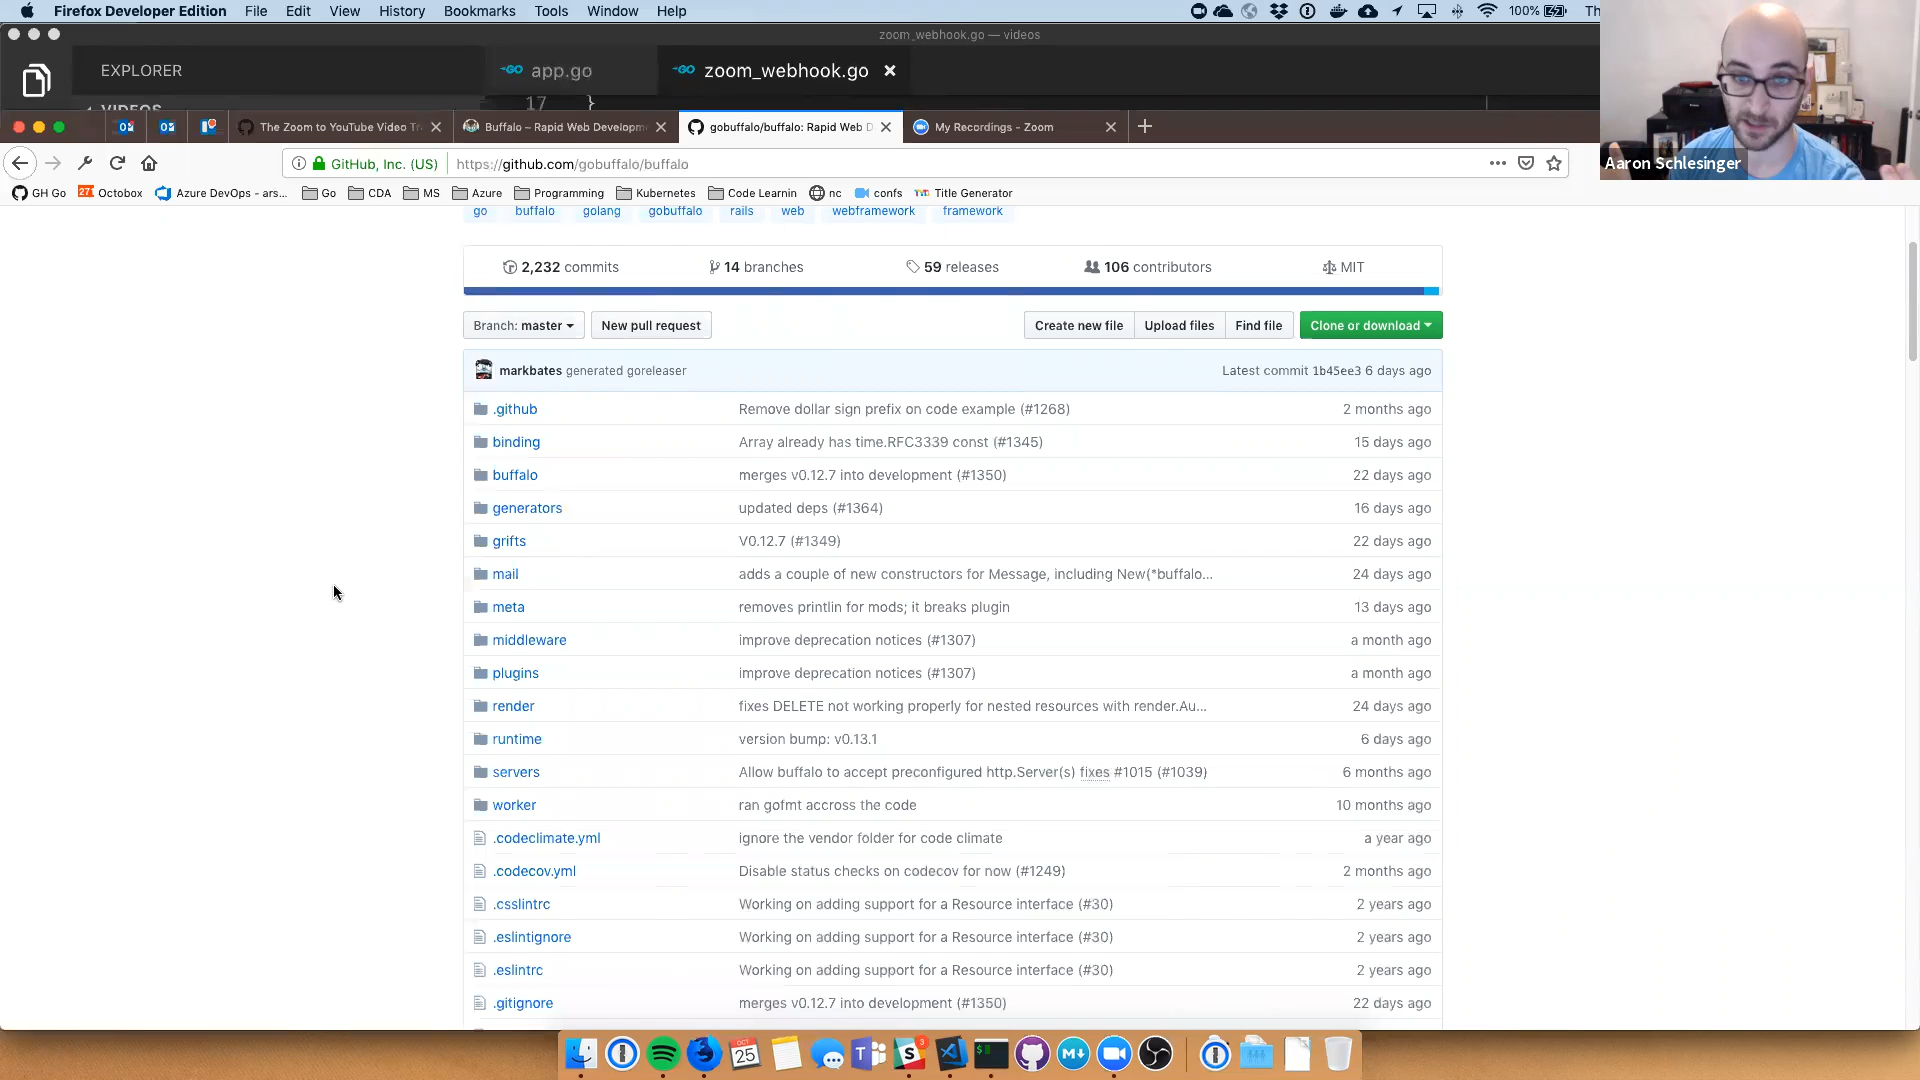 Firefox Developer Edition File Edit View History Bookmarks Tools Window Help 100% Th
zoom_webhook.go — videos
EXPLORER app.go zoom_webhook.go
VIDEOS 17 }
The Zoom to YouTube Video Tr Buffalo – Rapid Web Developm gobuffalo/buffalo: Rapid Web D My Recordings - Zoom
GitHub, Inc. (US) https://github.com/gobuffalo/buffalo
Aaron Schlesinger
GH Go 271 Octobox Azure DevOps - ars... Go CDA MS Azure Programming Kubernetes Code Learnin nc confs Title Generator
go buffalo golang gobuffalo rails web webframework framework
2,232 commits 14 branches 59 releases 106 contributors MIT
Branch: master New pull request Create new file Upload files Find file Clone or download
markbates generated goreleaser Latest commit 1b45ee3 6 days ago
.github Remove dollar sign prefix on code example (#1268) 2 months ago
binding Array already has time.RFC3339 const (#1345) 15 days ago
buffalo merges v0.12.7 into development (#1350) 22 days ago
generators updated deps (#1364) 16 days ago
grifts V0.12.7 (#1349) 22 days ago
mail adds a couple of new constructors for Message, including New(*buffalo... 24 days ago
meta removes println for mods; it breaks plugin 13 days ago
middleware improve deprecation notices (#1307) a month ago
plugins improve deprecation notices (#1307) a month ago
render fixes DELETE not working properly for nested resources with render.Au... 24 days ago
runtime version bump: v0.13.1 6 days ago
servers Allow buffalo to accept preconfigured http.Server(s) fixes #1015 (#1039) 6 months ago
worker ran gofmt accross the code 10 months ago
.codeclimate.yml ignore the vendor folder for code climate a year ago
.codecov.yml Disable status checks on codecov for now (#1249) 2 months ago
.csslintrc Working on adding support for a Resource interface (#30) 2 years ago
.eslintignore Working on adding support for a Resource interface (#30) 2 years ago
.eslintrc Working on adding support for a Resource interface (#30) 2 years ago
.gitignore merges v0.12.7 into development (#1350) 22 days ago
OCT 25 3